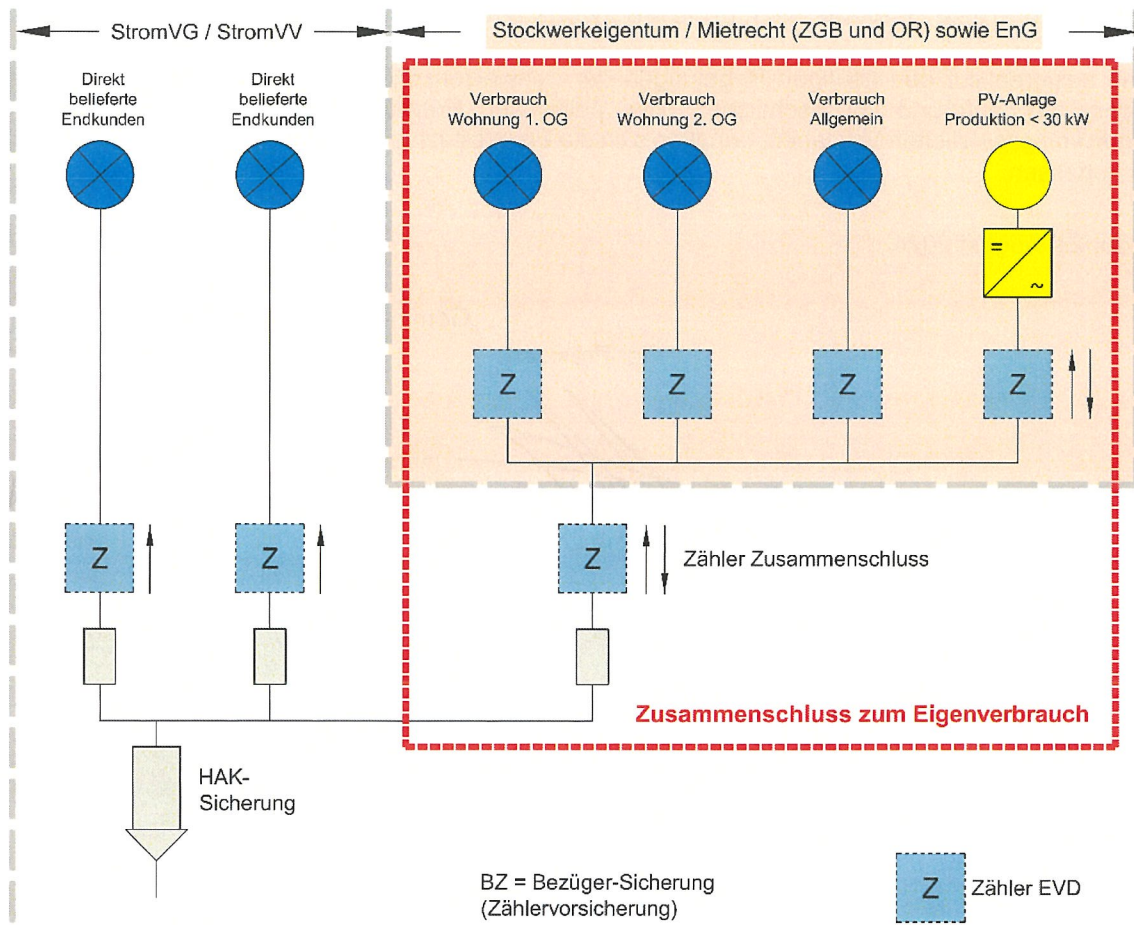 StromVG / StromVV
Stockwerkeigentum / Mietrecht (ZGB und OR) sowie EnG
Direkt
belieferte
Endkunden
Direkt
belieferte
Endkunden
Verbrauch
Wohnung 1. OG
Verbrauch
Wohnung 2. OG
Verbrauch
Allgemein
PV-Anlage
Produktion < 30 kW
=
~
Z
Z
Z
Z
Z
Z
Z
Zähler Zusammenschluss
Zusammenschluss zum Eigenverbrauch
HAK-
Sicherung
BZ = Bezüger-Sicherung
(Zählervorsicherung)
Z
Zähler EVD